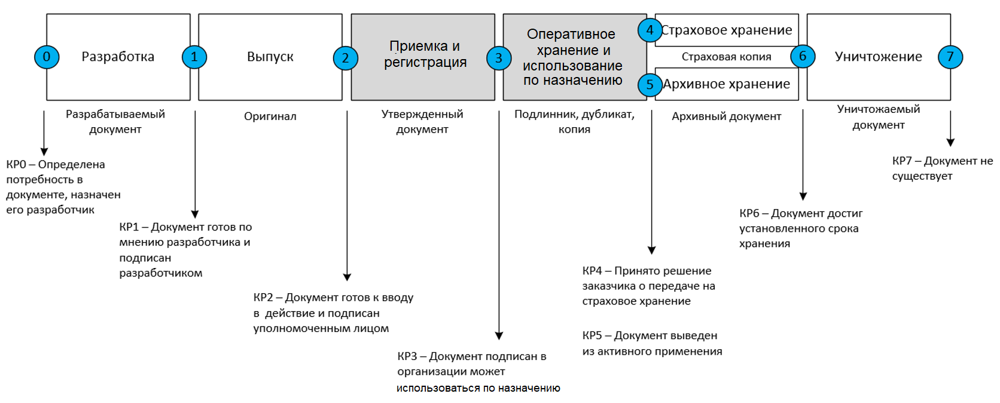 0
Разработка
1
Выпуск
2
Приемка и
регистрация
3
Оперативное
хранение и
использование
по назначению
4
Страховое хранение
Страховая копия
5
Архивное хранение
6
Уничтожение
7
Разрабатываемый
документ
Оригинал
Утвержденный
документ
Подлинник, дубликат,
копия
Архивный документ
Уничтожаемый
документ
КР0 – Определена
потребность в
документе, назначен
его разработчик
КР1 – Документ готов по
мнению разработчика и
подписан
разработчиком
КР2 – Документ готов к вводу
в действие и подписан
уполномоченным лицом
КР3 – Документ подписан в
организации может
использоваться по назначению
КР4 – Принято решение
заказчика о передаче на
страховое хранение
КР5 – Документ выведен
из активного применения
КР6 – Документ достиг
установленного срока
хранения
КР7 – Документ не
существует